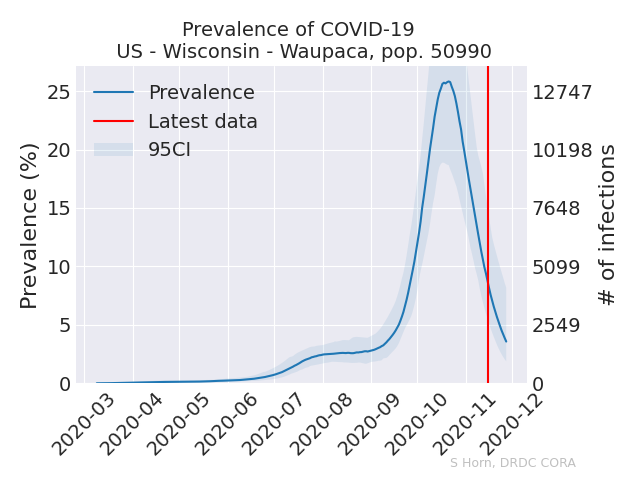 Prevalence of COVID-19
US - Wisconsin - Waupaca, pop. 50990
Prevalence (%)
25
20
15
10
5
0
Prevalence
Latest data
95CI
12747
10198
7648
5099
2549
0
# of infections
2020-03
2020-04
2020-05
2020-06
2020-07
2020-08
2020-09
2020-10
2020-11
2020-12
S Horn, DRDC CORA